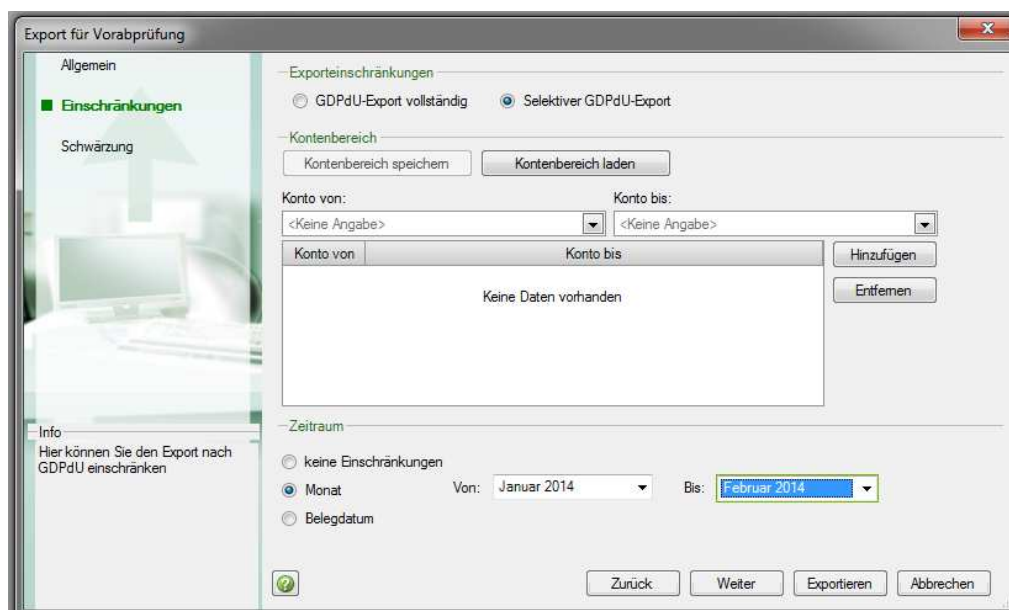 Export für Vorabprüfung
x
Allgemein
Einschränkungen
Schwärzung
Info
Hier können Sie den Export nach
GDPdU einschränken
Exporteinschränkungen
GDPdU-Export vollständig Selektiver GDPdU-Export
Kontenbereich
Kontenbereich speichern Kontenbereich laden
Konto von: Konto bis:
<Keine Angabe> <Keine Angabe>
Konto von Konto bis Hinzufügen
Keine Daten vorhanden Entfernen
Zeitraum
keine Einschränkungen
Monat Von: Januar 2014 Bis: Februar 2014
Belegdatum
? Zurück Weiter Exportieren Abbrechen